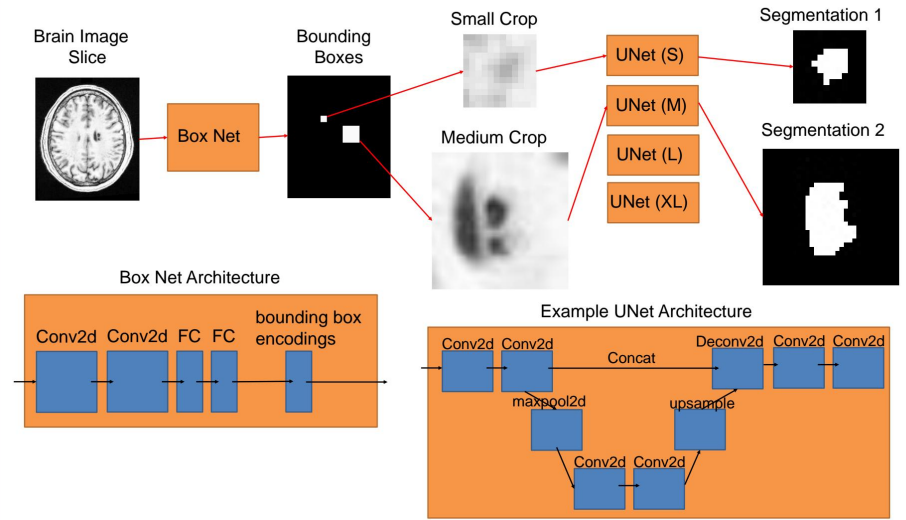 Brain Image
Slice
Box Net
Bounding
Boxes
Small Crop
Medium Crop
UNet (S)
UNet (M)
UNet (L)
UNet (XL)
Segmentation 1
Segmentation 2
Box Net Architecture
Conv2d
Conv2d
FC
FC
bounding box
encodings
Example UNet Architecture
Conv2d
Conv2d
Concat
Deconv2d
Conv2d
Conv2d
maxpool2d
upsample
Conv2d
Conv2d